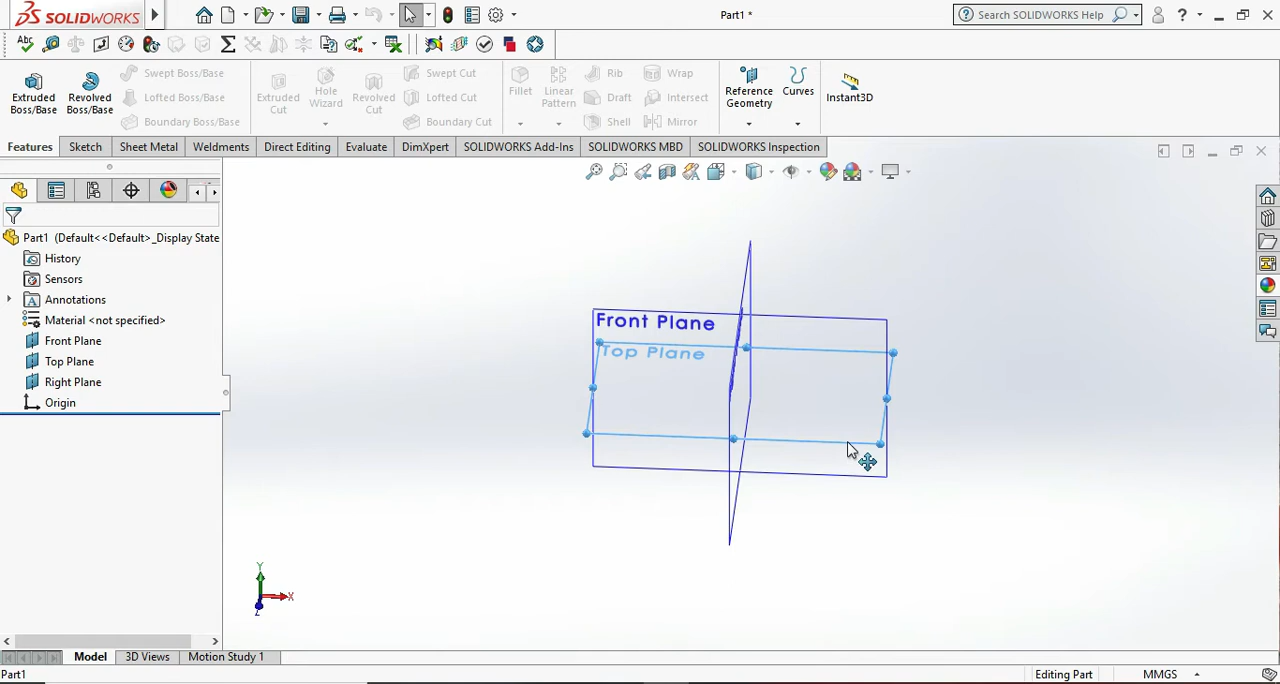 SOLIDWORKS
Part1 *
Search SOLIDWORKS Help
?
Abc
Extruded Boss/Base
Revolved Boss/Base
Swept Boss/Base
Lofted Boss/Base
Boundary Boss/Base
Extruded Cut
Hole Wizard
Revolved Cut
Swept Cut
Lofted Cut
Boundary Cut
Fillet
Linear Pattern
Rib
Draft
Shell
Wrap
Intersect
Mirror
Reference Geometry
Curves
Instant3D
Features
Sketch
Sheet Metal
Weldments
Direct Editing
Evaluate
DimXpert
SOLIDWORKS Add-Ins
SOLIDWORKS MBD
SOLIDWORKS Inspection
Part1 (Default<<Default>_Display State
History
Sensors
Annotations
Material <not specified>
Front Plane
Top Plane
Right Plane
Origin
Front Plane
Top Plane
Y
X
Z
Model
3D Views
Motion Study 1
Part1
Editing Part
MMGS